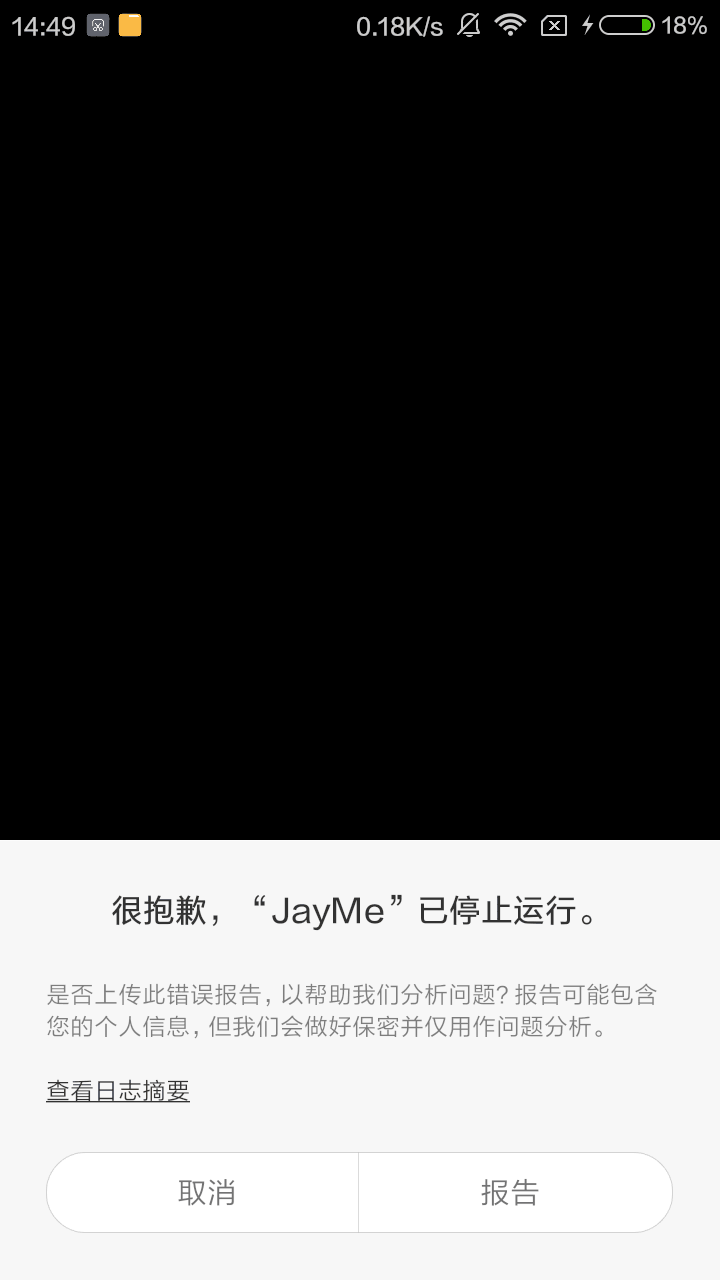 14:49 0.18K/s 18%
很抱歉，“JayMe”已停止运行。
是否上传此错误报告，以帮助我们分析问题？报告可能包含
您的个人信息，但我们会做好保密并仅用作问题分析。
查看日志摘要
取消 报告